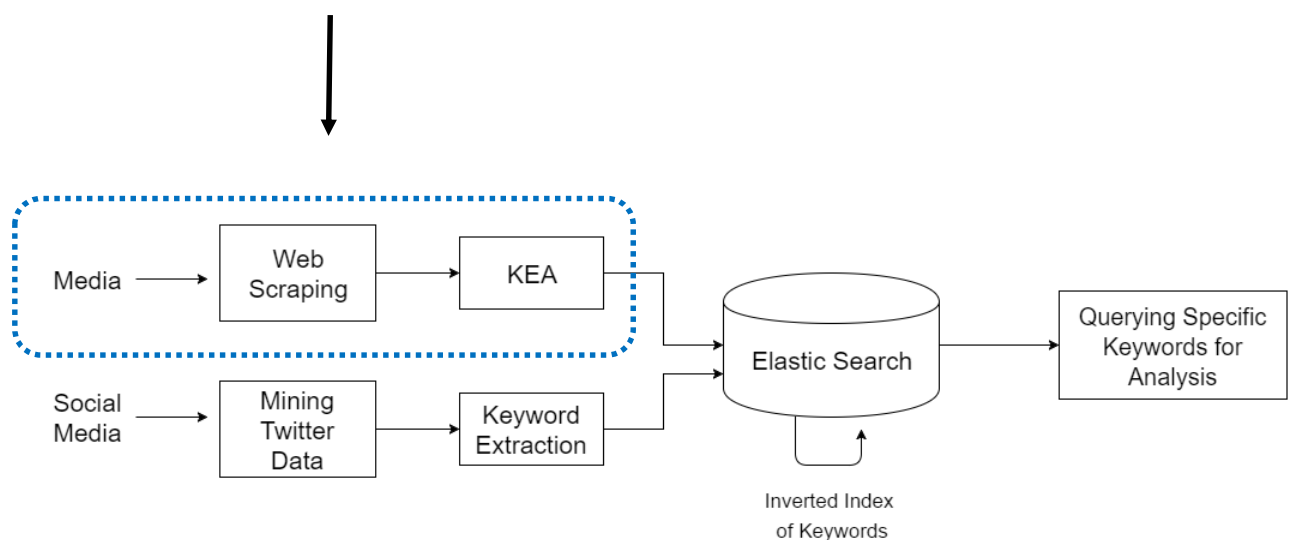 Media
Web
Scraping
KEA
Social
Media
Mining
Twitter
Data
Keyword
Extraction
Elastic Search
Inverted Index
of Keywords
Querying Specific
Keywords for
Analysis